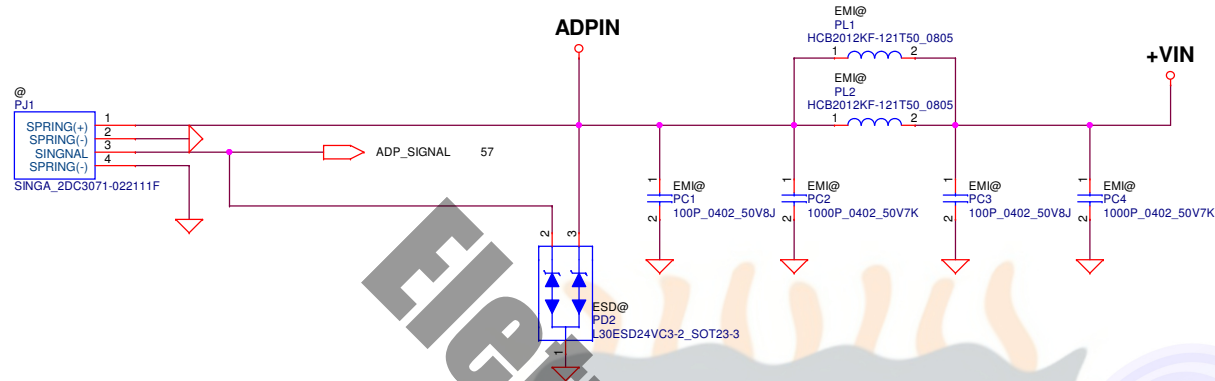 EMI@
PL1
HCB2012KF-121T50_0805
1 2
ADPIN
+VIN
EMI@
PL2
HCB2012KF-121T50_0805
1 2
@
PJ1
SPRING(+) 1
SPRING(-) 2
SINGNAL 3
SPRING(-) 4
SINGA_2DC3071-022111F
ADP_SIGNAL 57
1
2
EMI@
PC1
100P_0402_50V8J
1
2
EMI@
PC2
1000P_0402_50V7K
1
2
EMI@
PC3
100P_0402_50V8J
1
2
EMI@
PC4
1000P_0402_50V7K
2 3
ESD@
PD2
L30ESD24VC3-2_SOT23-3
1